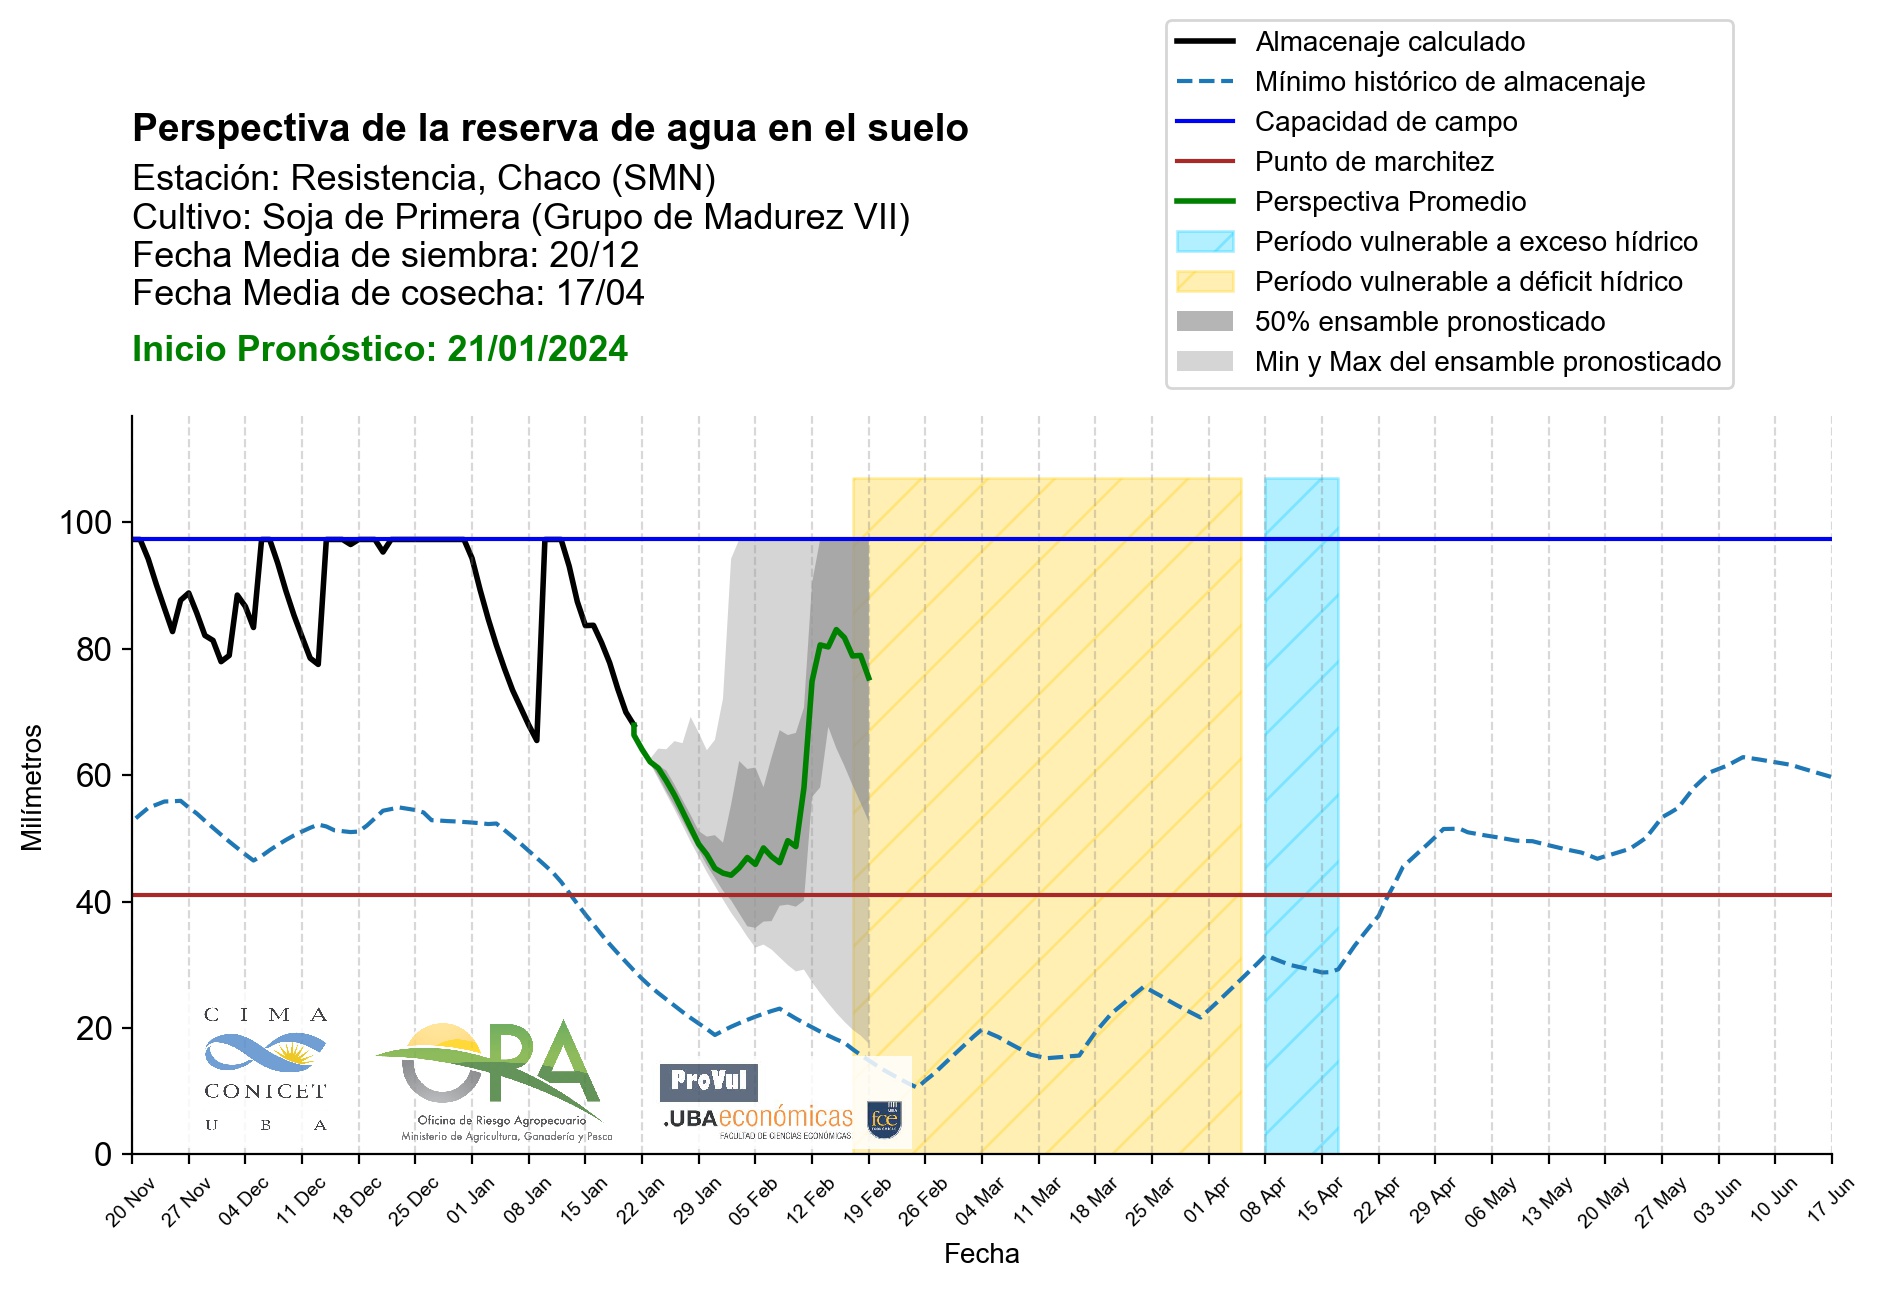 Almacenaje calculado
Mínimo histórico de almacenaje
Capacidad de campo
Punto de marchitez
Perspectiva Promedio
Período vulnerable a exceso hídrico
Período vulnerable a déficit hídrico
50% ensamble pronosticado
Min y Max del ensamble pronosticado
Perspectiva de la reserva de agua en el suelo
Estación: Resistencia, Chaco (SMN)
Cultivo: Soja de Primera (Grupo de Madurez VII)
Fecha Media de siembra: 20/12
Fecha Media de cosecha: 17/04
Inicio Pronóstico: 21/01/2024
100
80
60
40
20
0
Milímetros
CIMA
CONICET
UBA
ORA
Oficina de Riesgo Agropecuario
Ministerio de Agricultura, Ganadería y Pesca
ProVul
.UBAeconómicas
FACULTAD DE CIENCIAS ECONÓMICAS
UBA
fce
ECONÓMICAS
20 Nov
27 Nov
04 Dec
11 Dec
18 Dec
25 Dec
01 Jan
08 Jan
15 Jan
22 Jan
29 Jan
05 Feb
12 Feb
19 Feb
26 Feb
04 Mar
11 Mar
18 Mar
25 Mar
01 Apr
08 Apr
15 Apr
22 Apr
29 Apr
06 May
13 May
20 May
27 May
03 Jun
10 Jun
17 Jun
Fecha